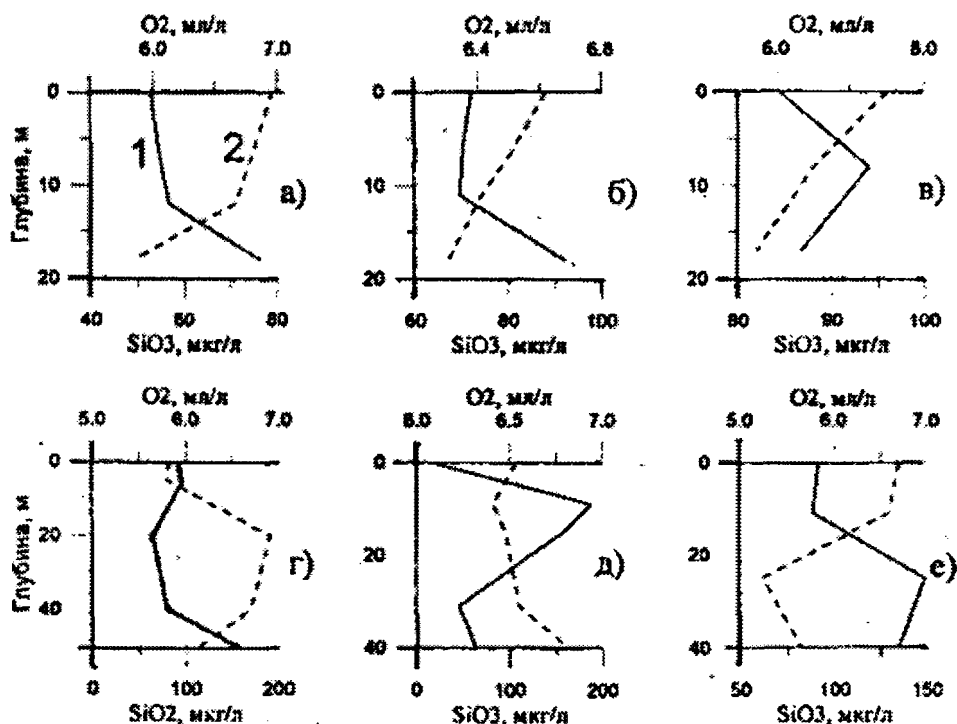 O2, мл/л O2, мл/л O2, мл/л
6.0 7.0 6.4 6.8 6.0 8.0
0 0 0
Глубина, м
1 2
10 а) 10 б) 10 в)
20 20 20
40 60 80 60 80 100 80 90 100
SiO3, мкг/л SiO3, мкг/л SiO3, мкг/л
O2, мл/л O2, мл/л O2, мл/л
5.0 6.0 7.0 6.0 6.5 7.0 5.0 6.0 7.0
0 0 0
Глубина, м
20 г) 20 д) 20 е)
40 40 40
0 100 200 0 100 200 50 100 150
SiO2, мкг/л SiO3, мкг/л SiO3, мкг/л